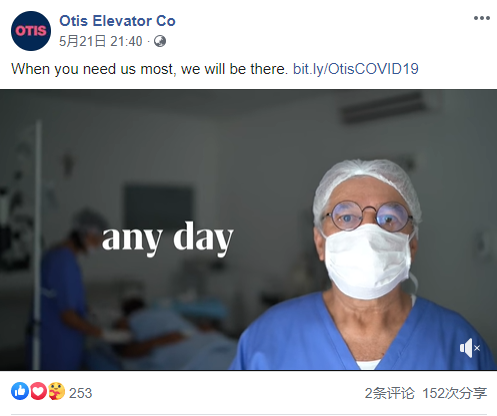 OTIS
Otis Elevator Co
5月21日 21:40 ·
When you need us most, we will be there. bit.ly/OtisCOVID19
any day
253
2条评论 152次分享